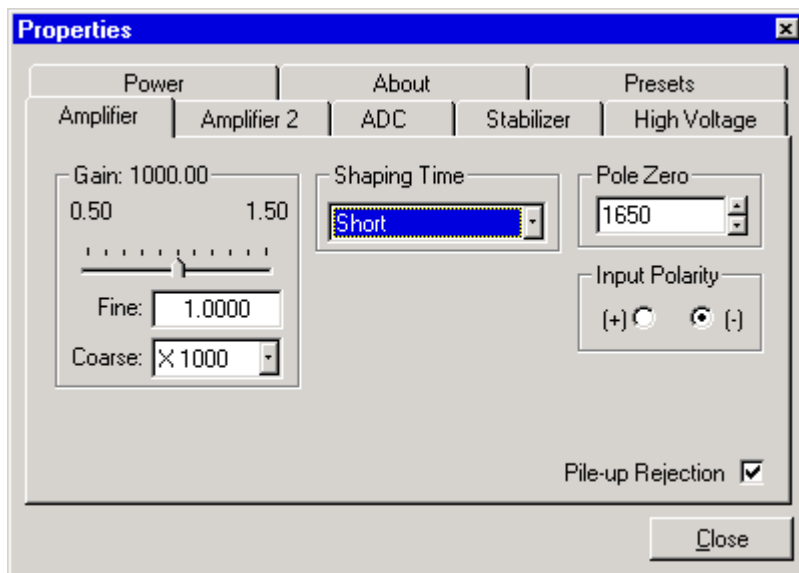 Properties
Power About Presets
Amplifier Amplifier 2 ADC Stabilizer High Voltage
Gain: 1000.00 Shaping Time Pole Zero
0.50 1.50
Short 1650
Input Polarity
Fine: 1.0000 (+) (-)
Coarse: X 1000
Pile-up Rejection
Close